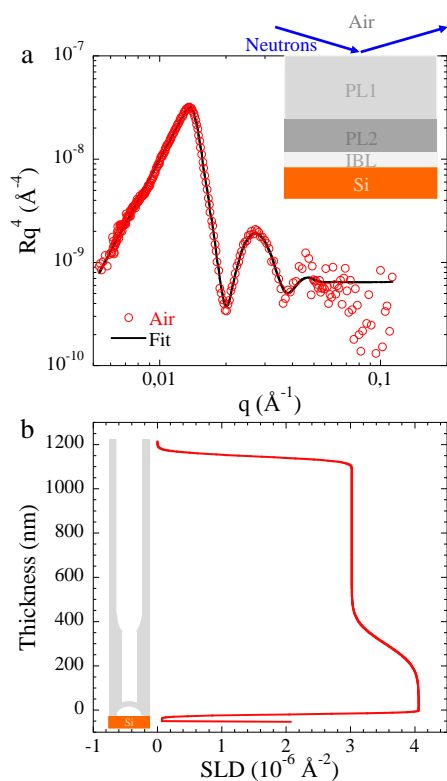 Air
Neutrons
a
PL1
PL2
IBL
Si
10⁻⁷
10⁻⁸
10⁻⁹
10⁻¹⁰
Rq⁴ (Å⁻⁴)
Air
Fit
0,01
0,1
q (Å⁻¹)
b
1200
1000
800
600
400
200
0
Thickness (nm)
Si
-1
0
1
2
3
4
SLD (10⁻⁶ Å⁻²)